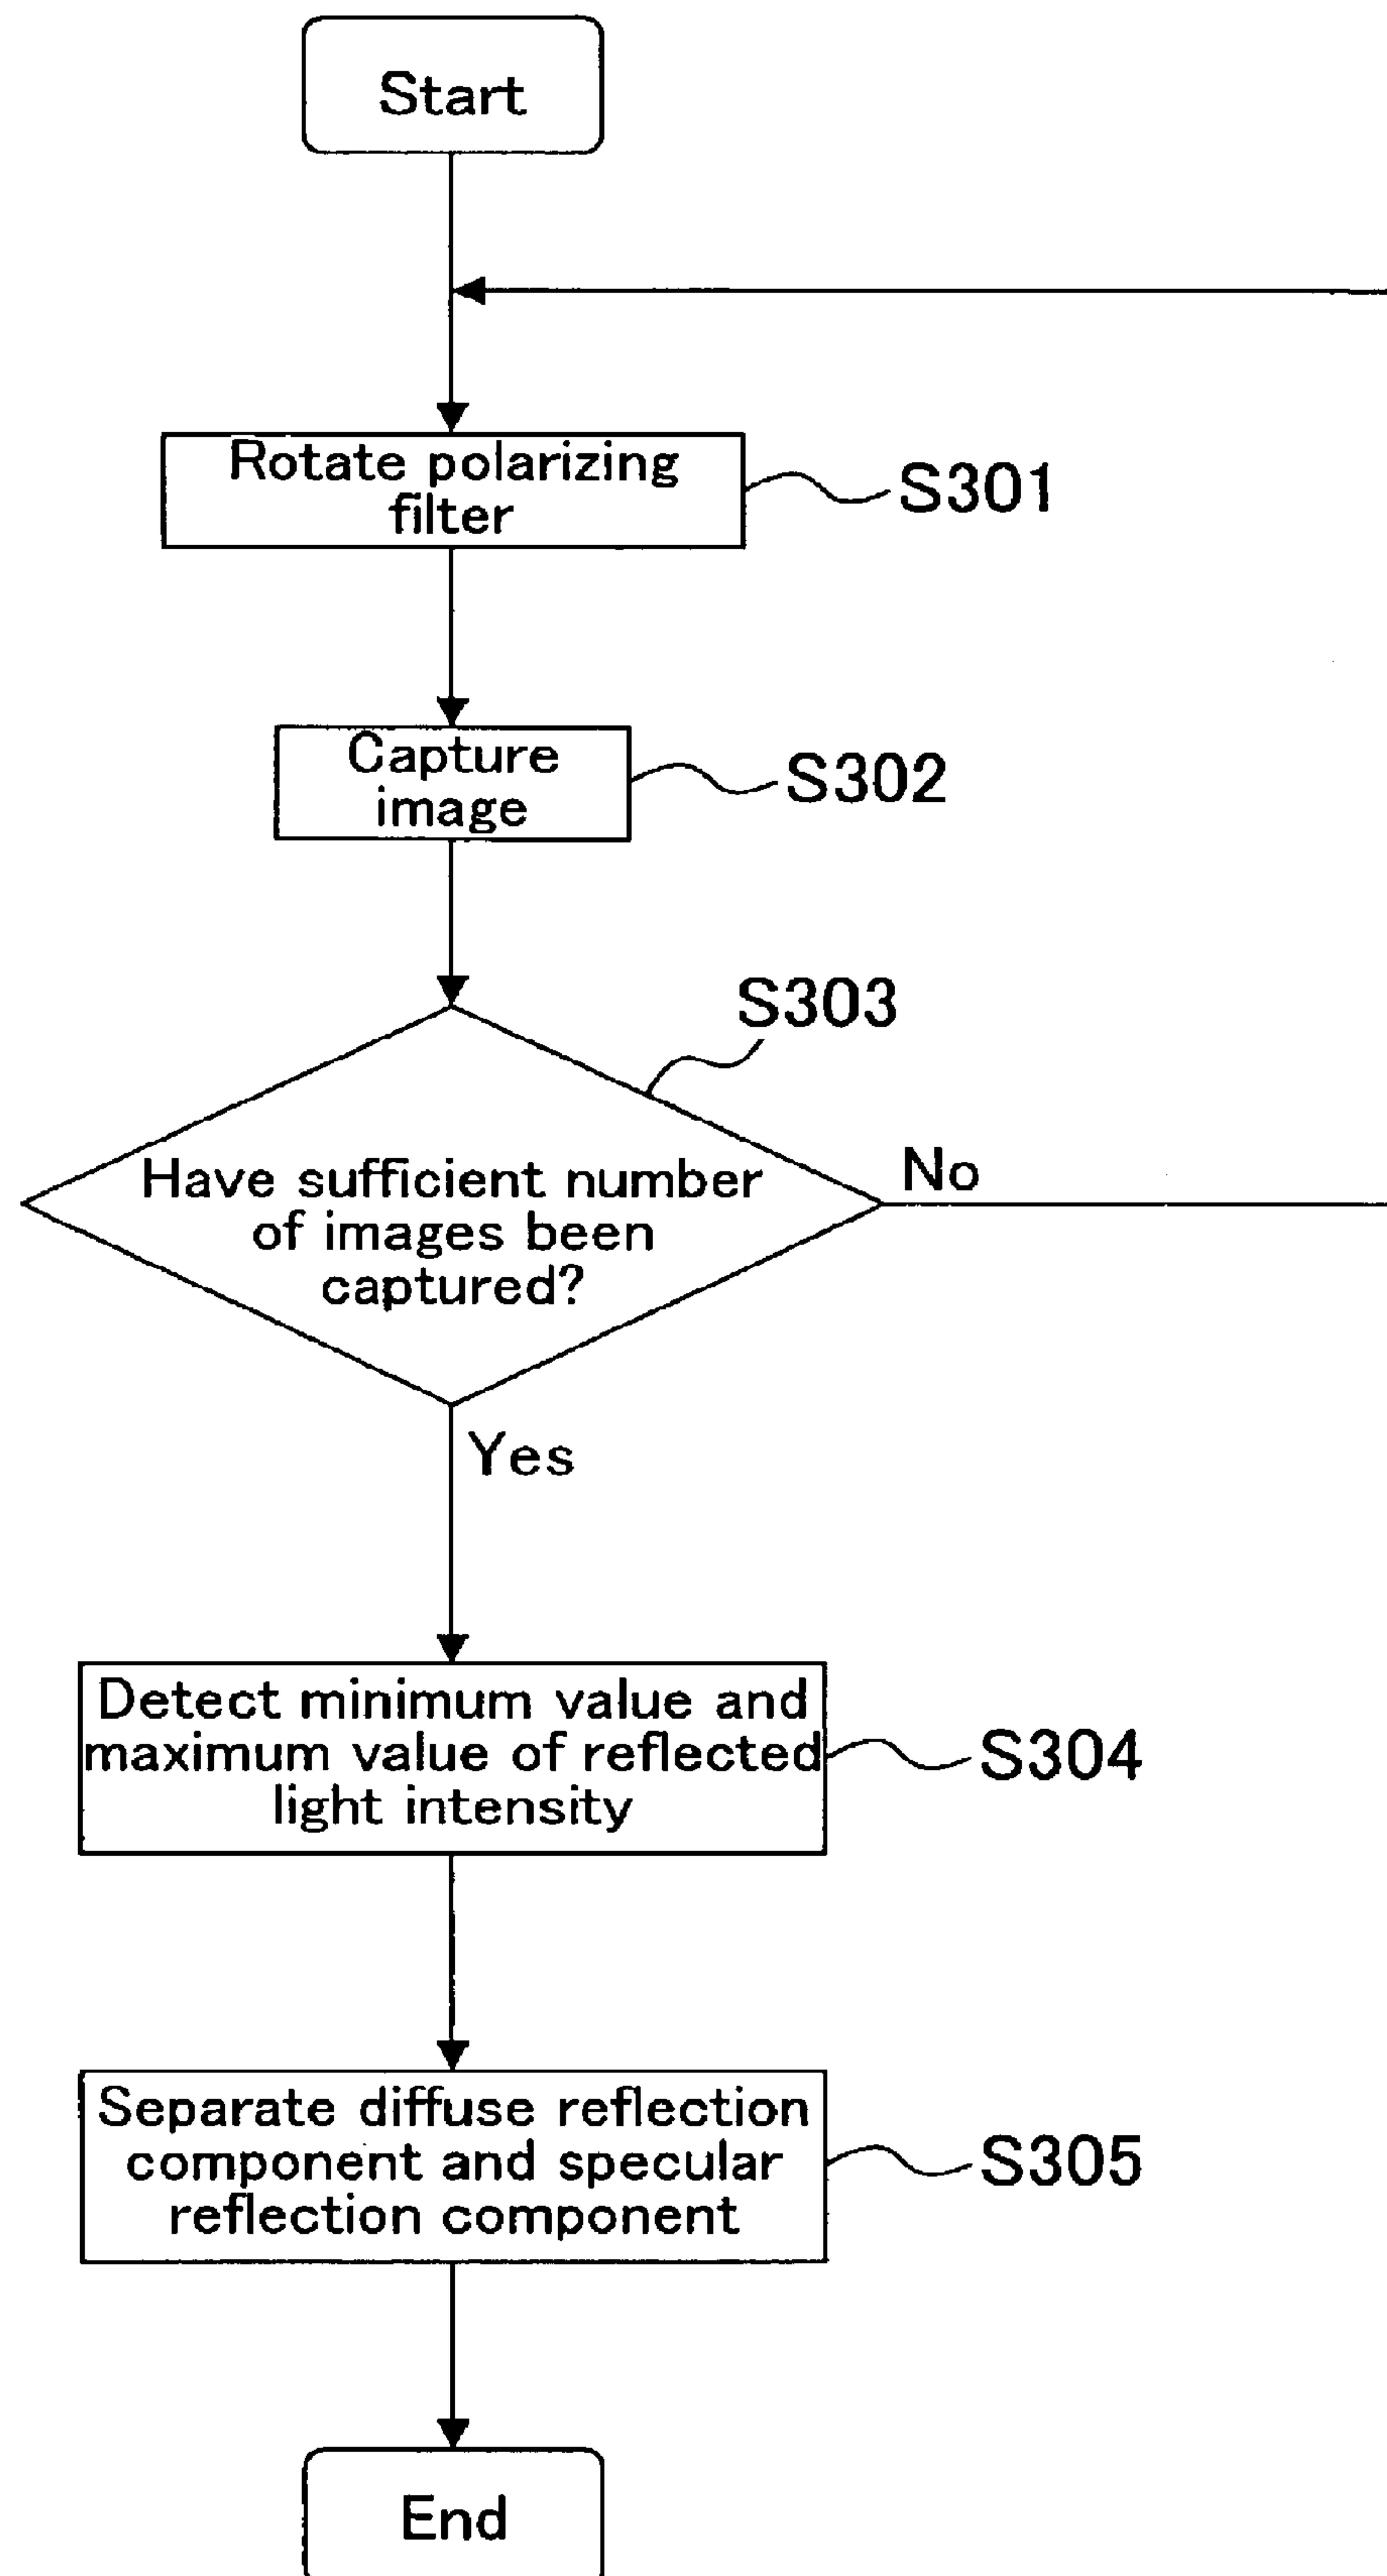 Start
Rotate polarizing
filter
S301
Capture
image
S302
S303
Have sufficient number
of images been
captured?
No
Yes
Detect minimum value and
maximum value of reflected
light intensity
S304
Separate diffuse reflection
component and specular
reflection component
S305
End